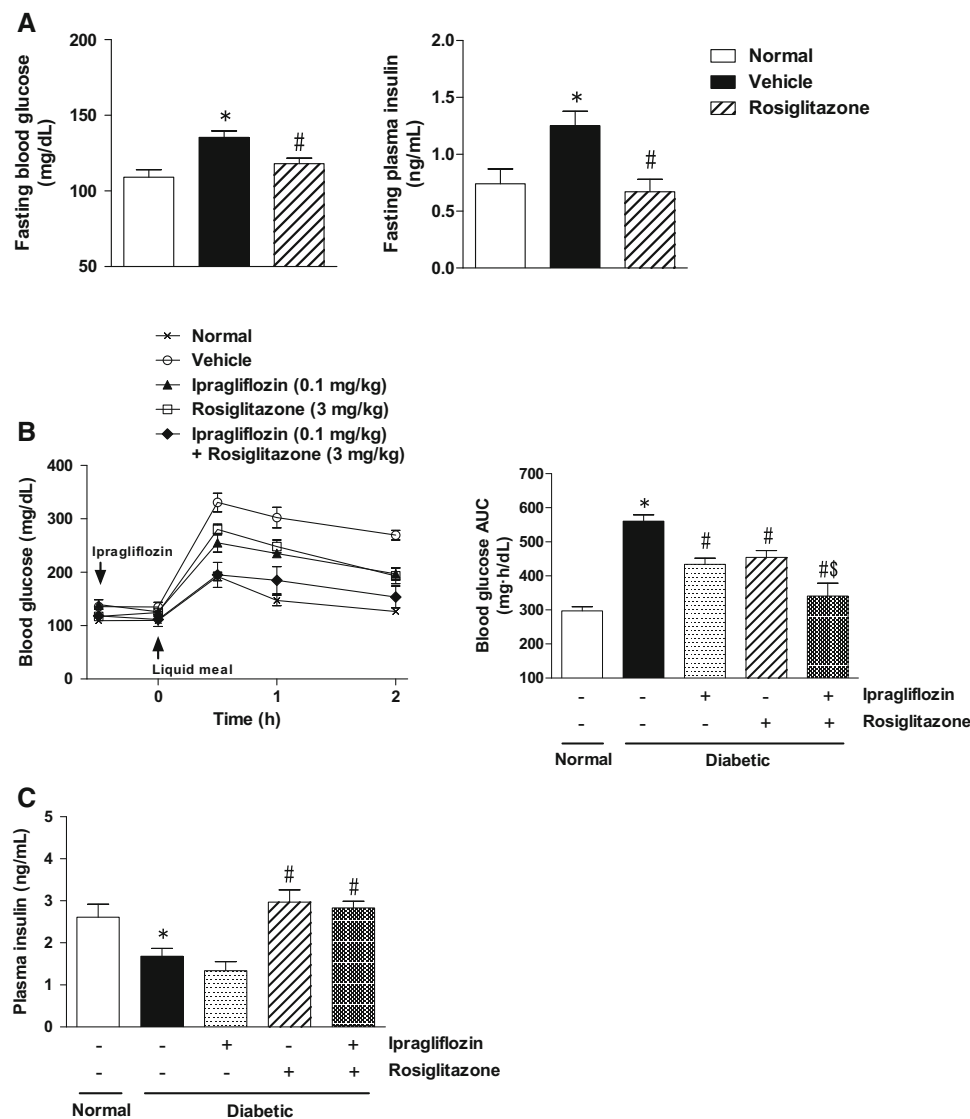 A
200
150
100
50
Fasting blood glucose
(mg/dL)
*
#
2.0
1.5
1.0
0.5
0.0
Fasting plasma insulin
(ng/mL)
*
#
Normal
Vehicle
Rosiglitazone
Normal
Vehicle
Ipragliflozin (0.1 mg/kg)
Rosiglitazone (3 mg/kg)
Ipragliflozin (0.1 mg/kg)
+ Rosiglitazone (3 mg/kg)
B
400
300
200
100
0
Blood glucose (mg/dL)
Ipragliflozin
Liquid meal
0 1 2
Time (h)
700
600
500
400
300
200
100
Blood glucose AUC
(mg·h/dL)
*
#
#
#$
- - + - + Ipragliflozin
- - - + + Rosiglitazone
Normal Diabetic
C
5
4
3
2
1
0
Plasma insulin (ng/mL)
*
#
#
- - + - + Ipragliflozin
- - - + + Rosiglitazone
Normal Diabetic